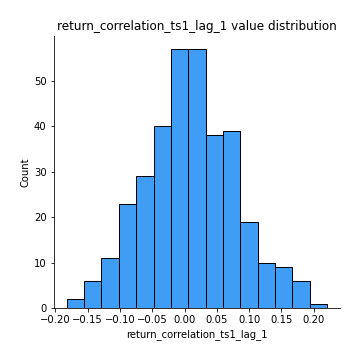 return_correlation_ts1_lag_1 value distribution
50
40
30
20
10
0
Count
−0.20 −0.15 −0.10 −0.05 0.00 0.05 0.10 0.15 0.20
return_correlation_ts1_lag_1